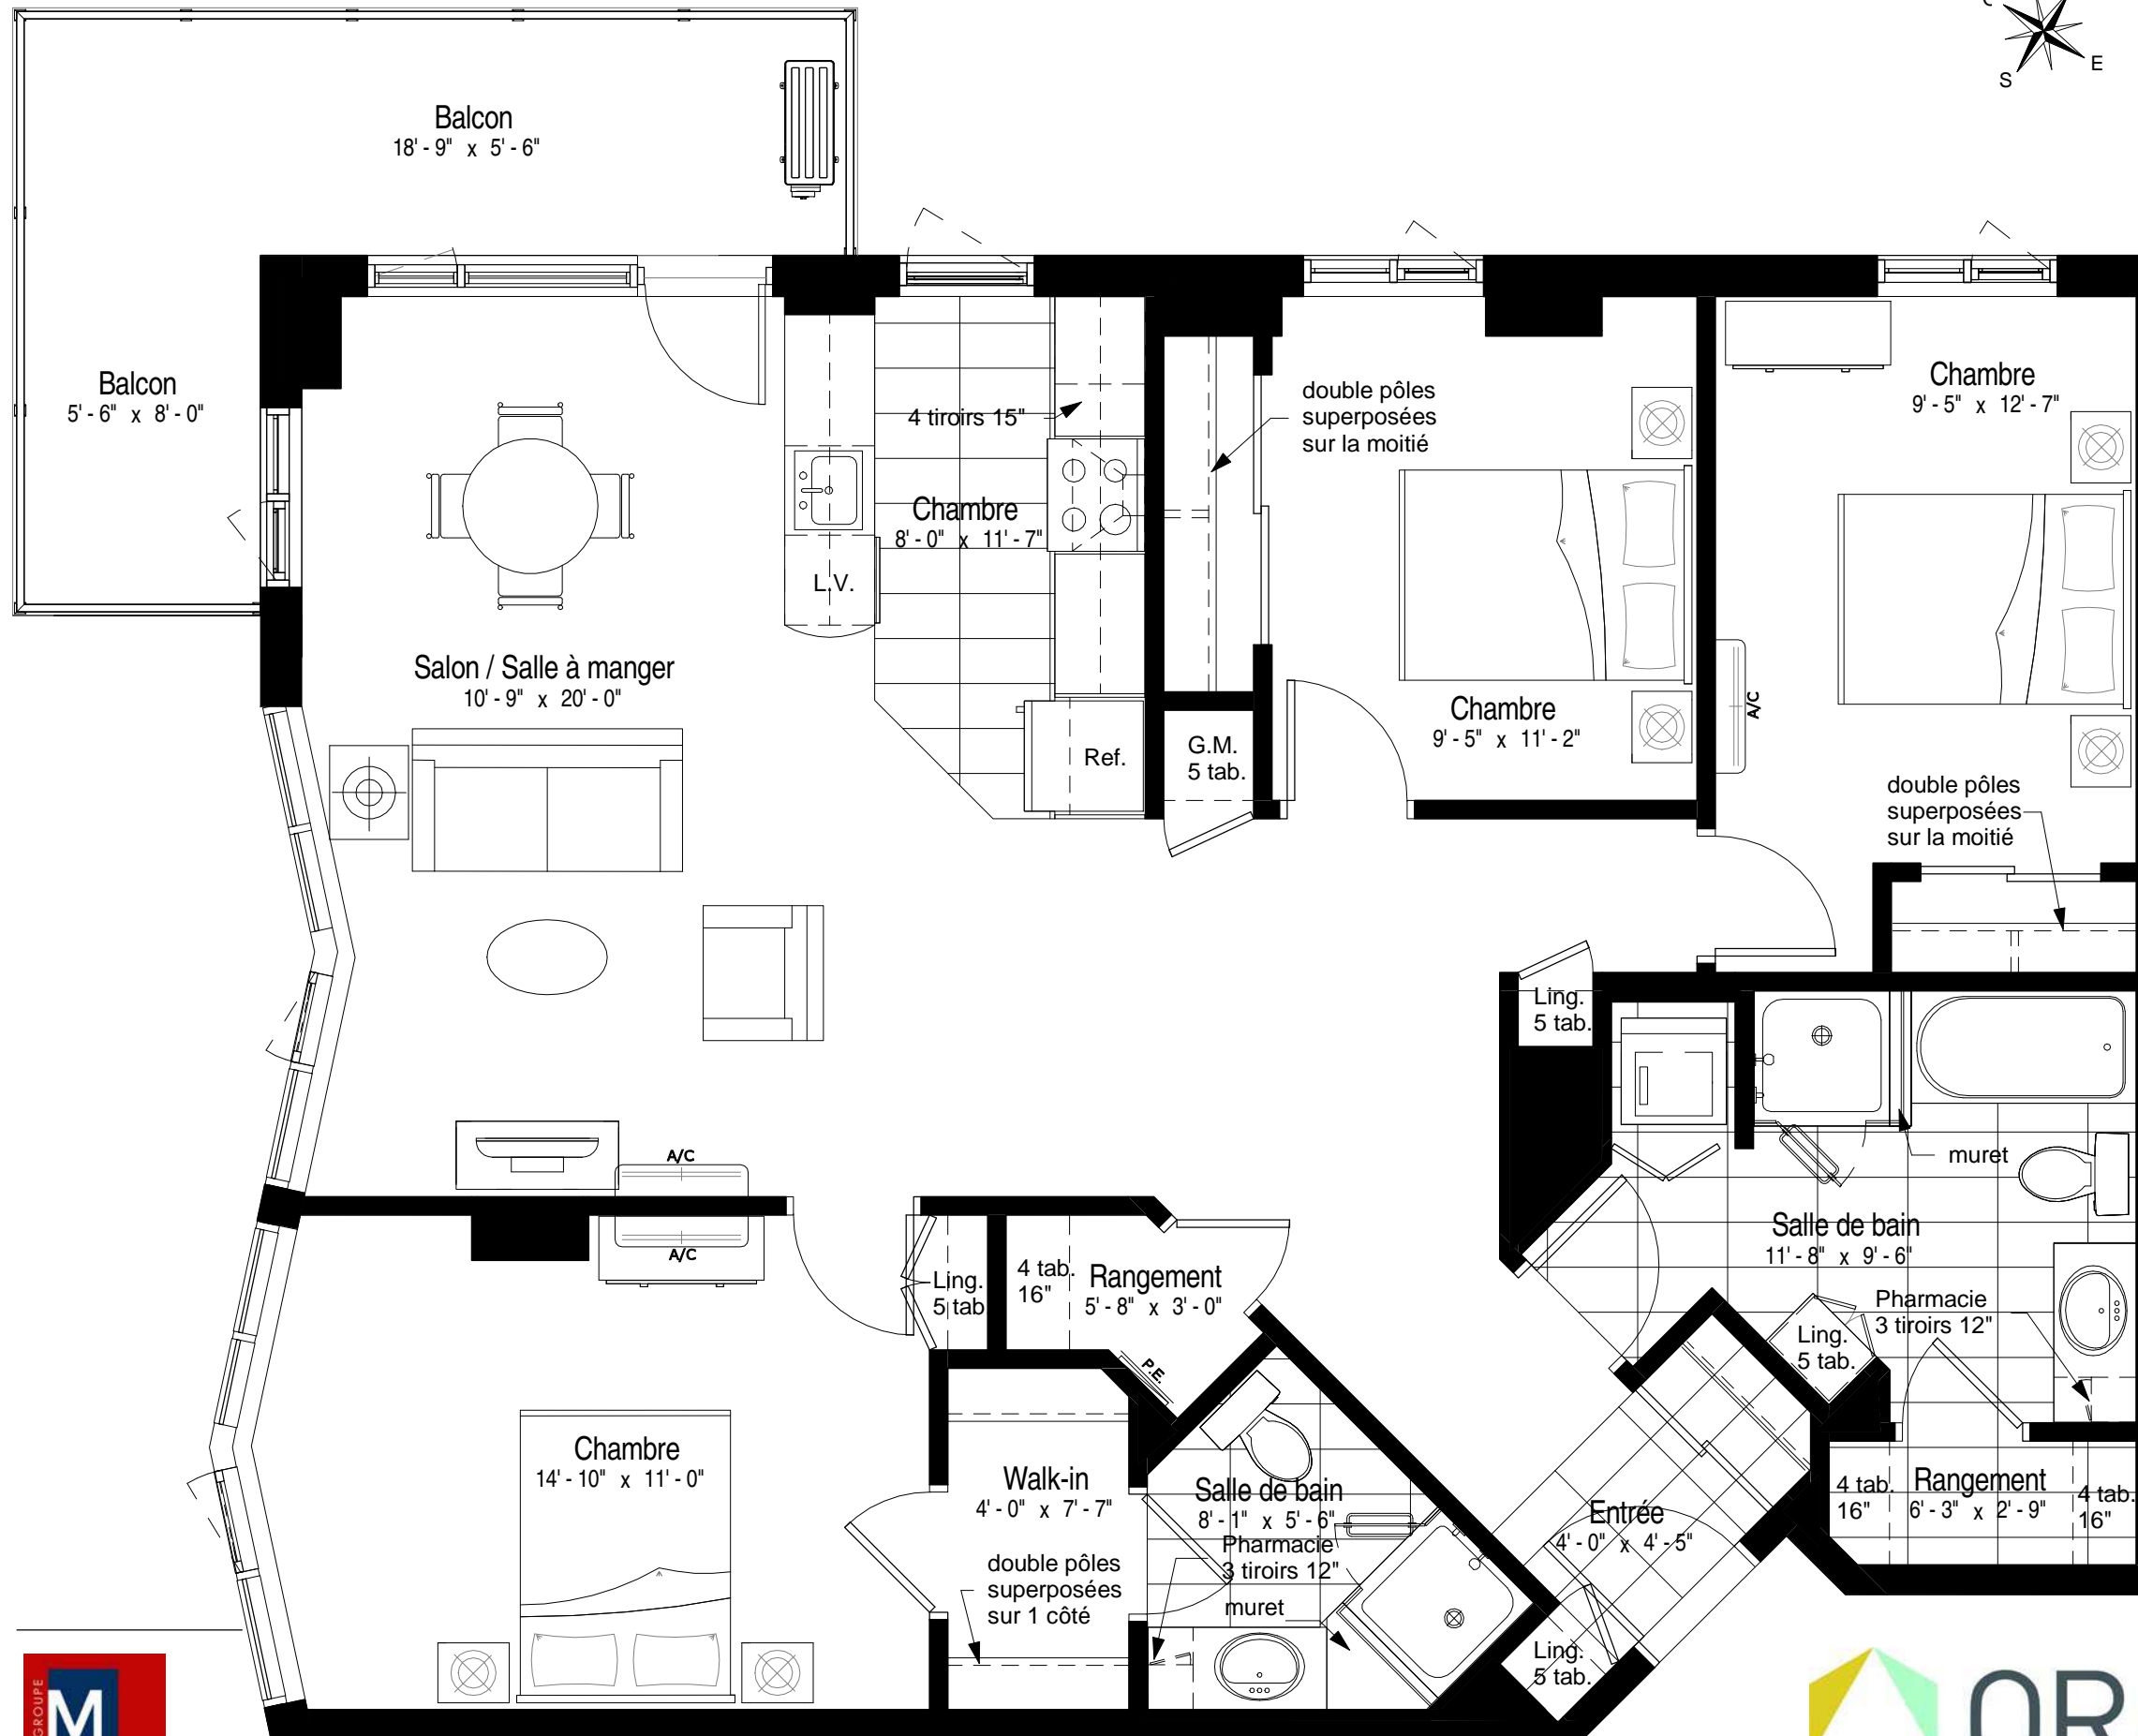 S
E
Balcon
18' - 9" x 5' - 6"
Balcon
5' - 6" x 8' - 0"
4 tiroirs 15"
Chambre
8' - 0" x 11' - 7"
L.V.
Ref.
double pôles
superposées
sur la moitié
Chambre
9' - 5" x 12' - 7"
Salon / Salle à manger
10' - 9" x 20' - 0"
G.M.
5 tab.
Chambre
9' - 5" x 11' - 2"
A/C
double pôles
superposées
sur la moitié
Ling.
5 tab.
muret
Salle de bain
11' - 8" x 9' - 6"
Pharmacie
3 tiroirs 12"
Ling.
5 tab.
A/C
A/C
Ling.
5 tab
4 tab.
16"
Rangement
5' - 8" x 3' - 0"
P.E.
Chambre
14' - 10" x 11' - 0"
Walk-in
4' - 0" x 7' - 7"
double pôles
superposées
sur 1 côté
Salle de bain
8' - 1" x 5' - 6"
Pharmacie
3 tiroirs 12"
muret
Entrée
4' - 0" x 4' - 5"
Ling.
5 tab.
4 tab.
16"
Rangement
6' - 3" x 2' - 9"
4 tab.
16"
GROUPE
M
OR